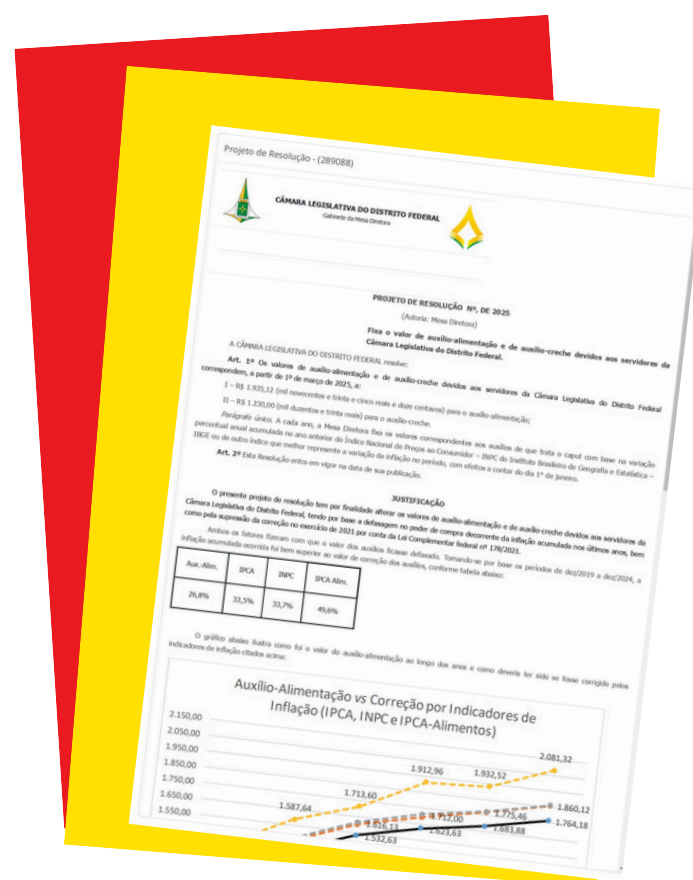 Projeto de Resolução - (289088)
CÂMARA LEGISLATIVA DO DISTRITO FEDERAL
Gabinete da Mesa Diretora
PROJETO DE RESOLUÇÃO Nº, DE 2025
(Autoria: Mesa Diretora)
Fixa o valor de auxílio-alimentação e de auxílio-creche devidos aos servidores da
Câmara Legislativa do Distrito Federal.
A CÂMARA LEGISLATIVA DO DISTRITO FEDERAL resolve:
Art. 1º Os valores de auxílio-alimentação e de auxílio-creche devidos aos servidores da Câmara Legislativa do Distrito Federal
correspondem, a partir de 1º de março de 2025, a:
I – R$ 1.935,12 (mil novecentos e trinta e cinco reais e doze centavos) para o auxílio-alimentação;
II – R$ 1.230,00 (mil duzentos e trinta reais) para o auxílio-creche.
Parágrafo único. A cada ano, a Mesa Diretora fixa os valores correspondentes aos auxílios de que trata o caput com base na variação
percentual anual acumulada no ano anterior do Índice Nacional de Preços ao Consumidor – INPC do Instituto Brasileiro de Geografia e Estatística –
IBGE ou de outro índice que melhor represente a variação da inflação no período, com efeitos a contar do dia 1º de janeiro.
Art. 2º Esta Resolução entra em vigor na data de sua publicação.
JUSTIFICAÇÃO
O presente projeto de resolução tem por finalidade alterar os valores de auxílio-alimentação e de auxílio-creche devidos aos servidores da
Câmara Legislativa do Distrito Federal, tendo por base a defasagem no poder de compra decorrente da inflação acumulada nos últimos anos, bem
como pela supressão da correção no exercício de 2021 por conta da Lei Complementar federal nº 178/2021.
Ambos os fatores fizeram com que o valor dos auxílios ficasse defasado. Tomando-se por base os períodos de dez/2019 a dez/2024, a
inflação acumulada ocorrida foi bem superior ao valor de correção dos auxílios, conforme tabela abaixo:
Aux.-Alim. IPCA INPC IPCA Alim.
26,8% 33,5% 33,7% 49,6%
O gráfico abaixo ilustra como foi o valor do auxílio-alimentação ao longo dos anos e como deveria ter sido se fosse corrigido pelos
indicadores de inflação citados acima:
Auxílio-Alimentação vs Correção por Indicadores de
Inflação (IPCA, INPC e IPCA-Alimentos)
2.150,00
2.050,00
1.950,00
1.850,00
1.750,00
1.650,00
1.550,00
1.587,64
1.713,60
1.912,96
1.932,52
2.081,32
1.616,13
1.712,00
1.775,46
1.860,12
1.532,63
1.623,63
1.683,88
1.764,18